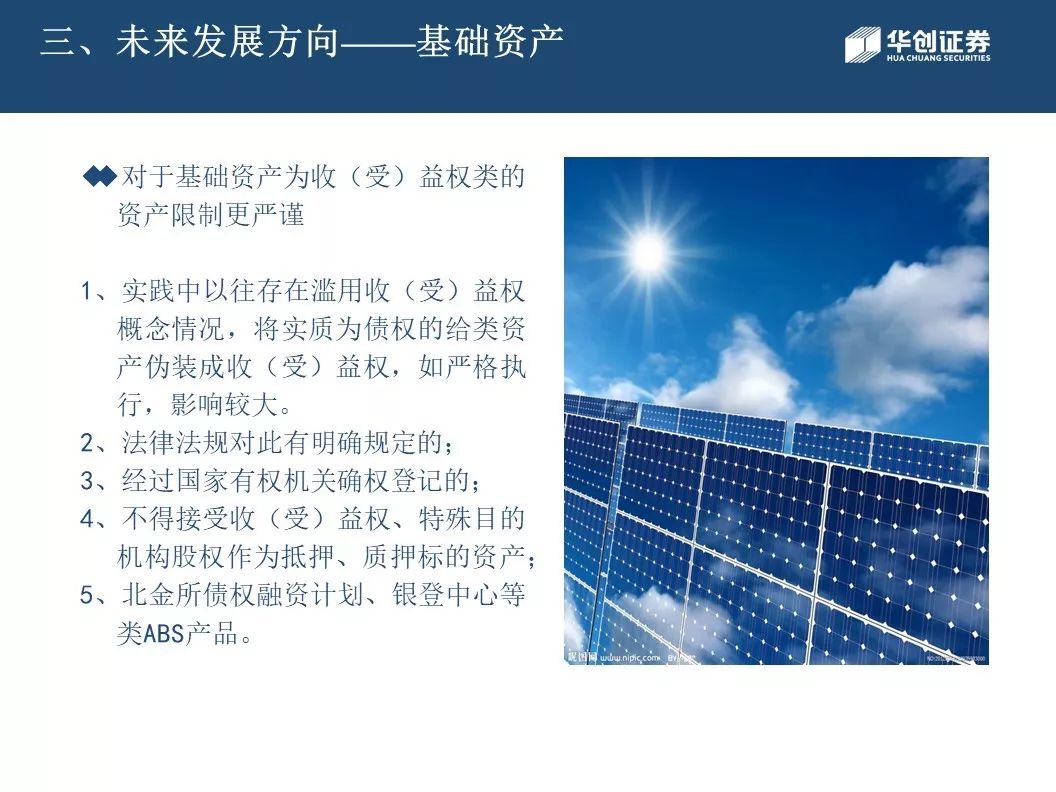 三、未来发展方向——基础资产
华创证券
HUA CHUANG SECURITIES
对于基础资产为收（受）益权类的
资产限制更严谨
1、实践中以往存在滥用收（受）益权
概念情况，将实质为债权的给类资
产伪装成收（受）益权，如严格执
行，影响较大。
2、法律法规对此有明确规定的；
3、经过国家有权机关确权登记的；
4、不得接受收（受）益权、特殊目的
机构股权作为抵押、质押标的资产；
5、北金所债权融资计划、银登中心等
类ABS产品。
昵图网 www.nipic.com